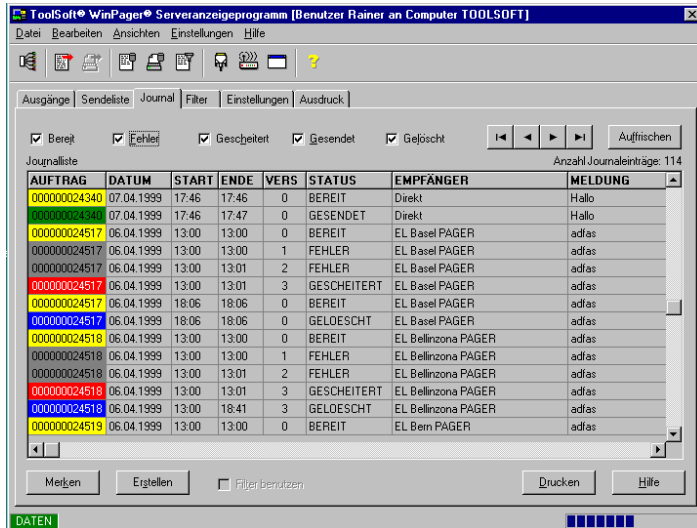 ToolSoft® WinPager® Serveranzeigeprogramm [Benutzer Rainer an Computer TOOLSOFT]
Datei Bearbeiten Ansichten Einstellungen Hilfe
Ausgänge Sendeliste Journal Filter Einstellungen Ausdruck
Bereit Fehler Gescheitert Gesendet Gelöscht Auffrischen
Journalliste Anzahl Journaleinträge: 114
AUFTRAG DATUM START ENDE VERS STATUS EMPFÄNGER MELDUNG
000000024340 07.04.1999 17:46 17:46 0 BEREIT Direkt Hallo
000000024340 07.04.1999 17:46 17:47 0 GESENDET Direkt Hallo
000000024517 06.04.1999 13:00 13:00 0 BEREIT EL Basel PAGER adfas
000000024517 06.04.1999 13:00 13:00 1 FEHLER EL Basel PAGER adfas
000000024517 06.04.1999 13:00 13:01 2 FEHLER EL Basel PAGER adfas
000000024517 06.04.1999 13:00 13:01 3 GESCHEITERT EL Basel PAGER adfas
000000024517 06.04.1999 18:06 18:06 0 BEREIT EL Basel PAGER adfas
000000024517 06.04.1999 18:06 18:06 0 GELOESCHT EL Basel PAGER adfas
000000024518 06.04.1999 13:00 13:00 0 BEREIT EL Bellinzona PAGER adfas
000000024518 06.04.1999 13:00 13:00 1 FEHLER EL Bellinzona PAGER adfas
000000024518 06.04.1999 13:00 13:01 2 FEHLER EL Bellinzona PAGER adfas
000000024518 06.04.1999 13:00 13:01 3 GESCHEITERT EL Bellinzona PAGER adfas
000000024518 06.04.1999 13:00 18:41 3 GELOESCHT EL Bellinzona PAGER adfas
000000024519 06.04.1999 13:00 13:00 0 BEREIT EL Bern PAGER adfas
Merken Erstellen Filter benutzen Drucken Hilfe
DATEN